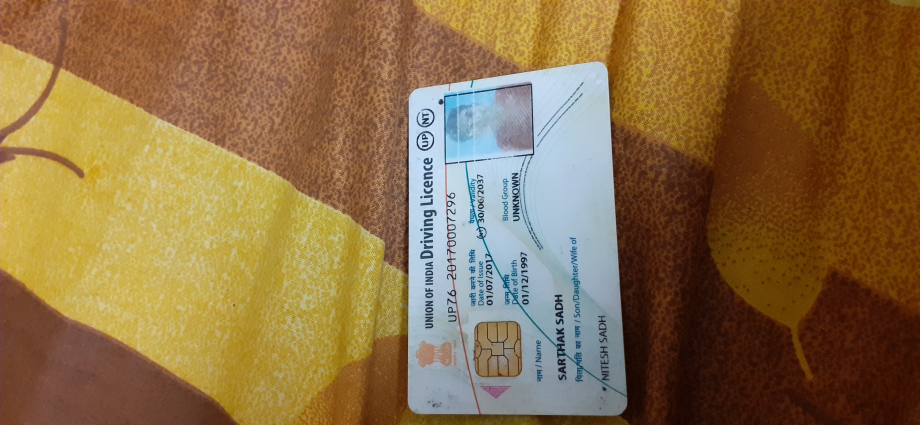 UNION OF INDIA Driving Licence UP NT
UP76 20170007296
जारी करने की तिथि
Date of Issue
01/07/2017
वैधता / Validity
30/06/2037
जन्म तिथि
Date of Birth
01/12/1997
Blood Group
UNKNOWN
नाम / Name
SARTHAK SADH
पिता/पति का नाम / Son/Daughter/Wife of
NITESH SADH